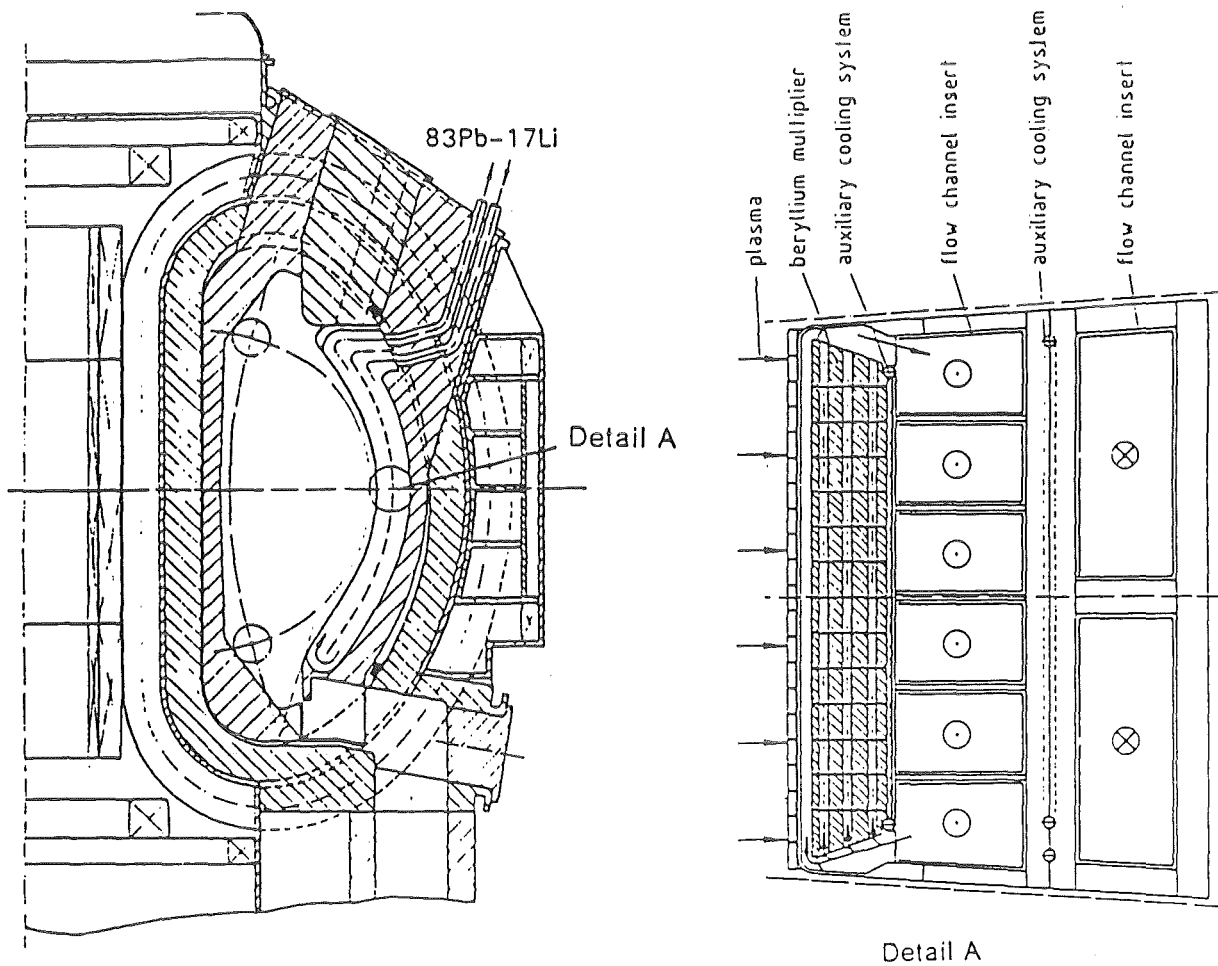 83Pb-17Li
Detail A
plasma
beryllium multiplier
auxiliary cooling system
flow channel insert
auxiliary cooling system
flow channel insert
Detail A